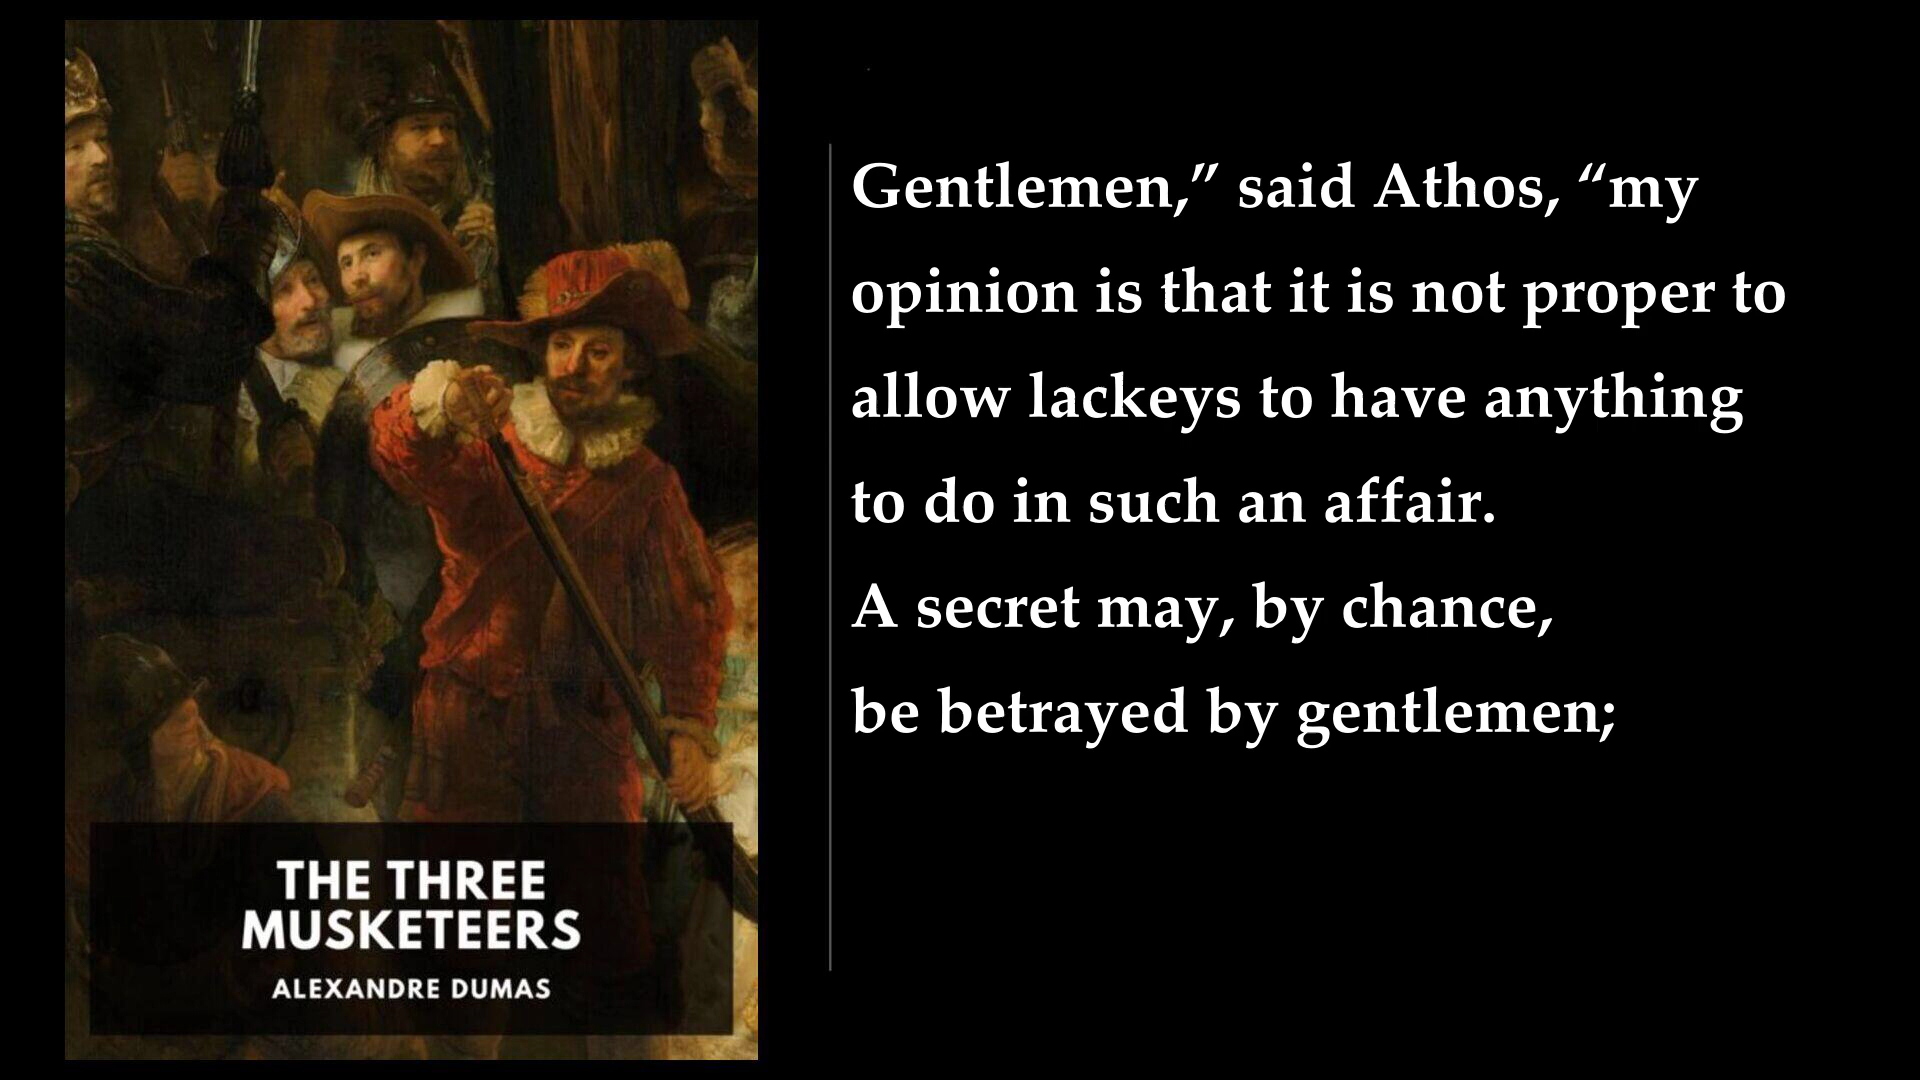 THE THREE
MUSKETEERS
ALEXANDRE DUMAS
Gentlemen,” said Athos, “my
opinion is that it is not proper to
allow lackeys to have anything
to do in such an affair.
A secret may, by chance,
be betrayed by gentlemen;